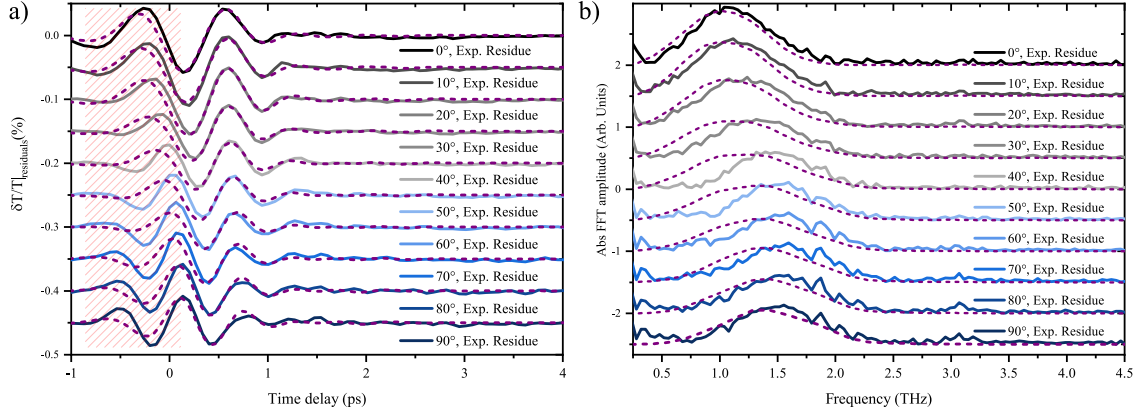 a)
δT/T|residuals(%)
0.0
-0.1
-0.2
-0.3
-0.4
-0.5
0°, Exp. Residue
10°, Exp. Residue
20°, Exp. Residue
30°, Exp. Residue
40°, Exp. Residue
50°, Exp. Residue
60°, Exp. Residue
70°, Exp. Residue
80°, Exp. Residue
90°, Exp. Residue
-1 0 1 2 3 4
Time delay (ps)
b)
Abs FFT amplitude (Arb. Units)
2
1
0
-1
-2
0°, Exp. Residue
10°, Exp. Residue
20°, Exp. Residue
30°, Exp. Residue
40°, Exp. Residue
50°, Exp. Residue
60°, Exp. Residue
70°, Exp. Residue
80°, Exp. Residue
90°, Exp. Residue
0.5 1.0 1.5 2.0 2.5 3.0 3.5 4.0 4.5
Frequency (THz)